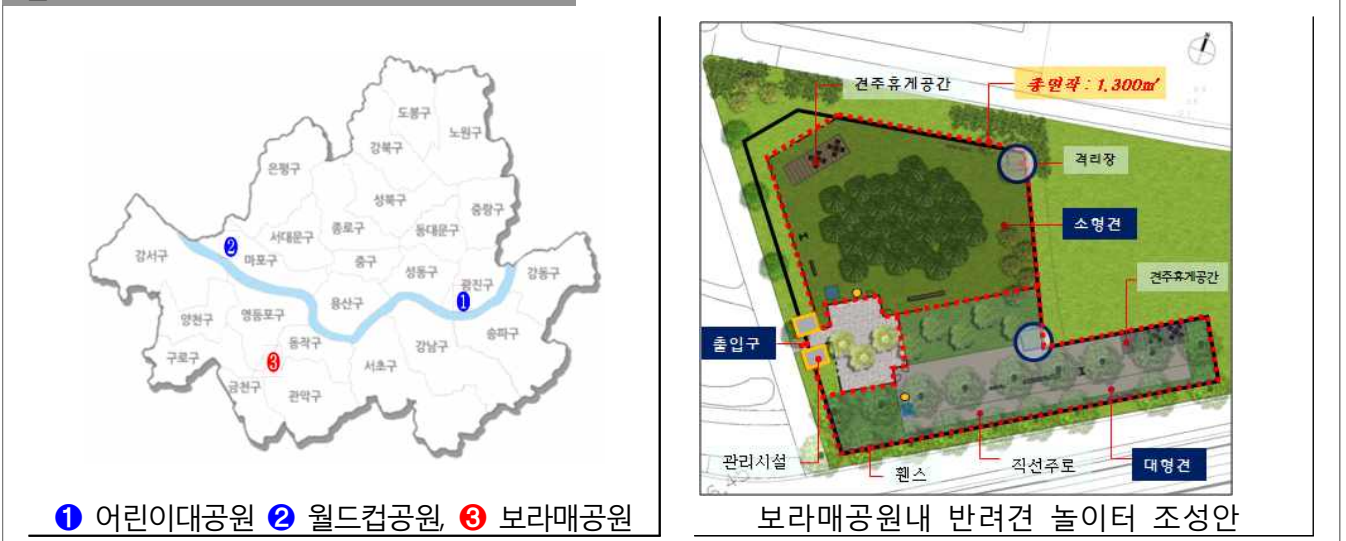 도봉구
노원구
강북구
은평구
성북구
중랑구
서대문구
종로구
동대문구
강서구
❷
마포구
중구
성동구
광진구
강동구
❶
용산구
양천구
영등포구
송파구
동작구
강남구
구로구
❸
서초구
금천구
관악구
❶ 어린이대공원 ❷ 월드컵공원, ❸ 보라매공원
견주휴게공간
총면적 : 1,300㎡
격리장
소형견
견주휴게공간
출입구
관리시설
휀스
직선주로
대형견
보라매공원내 반려견 놀이터 조성안